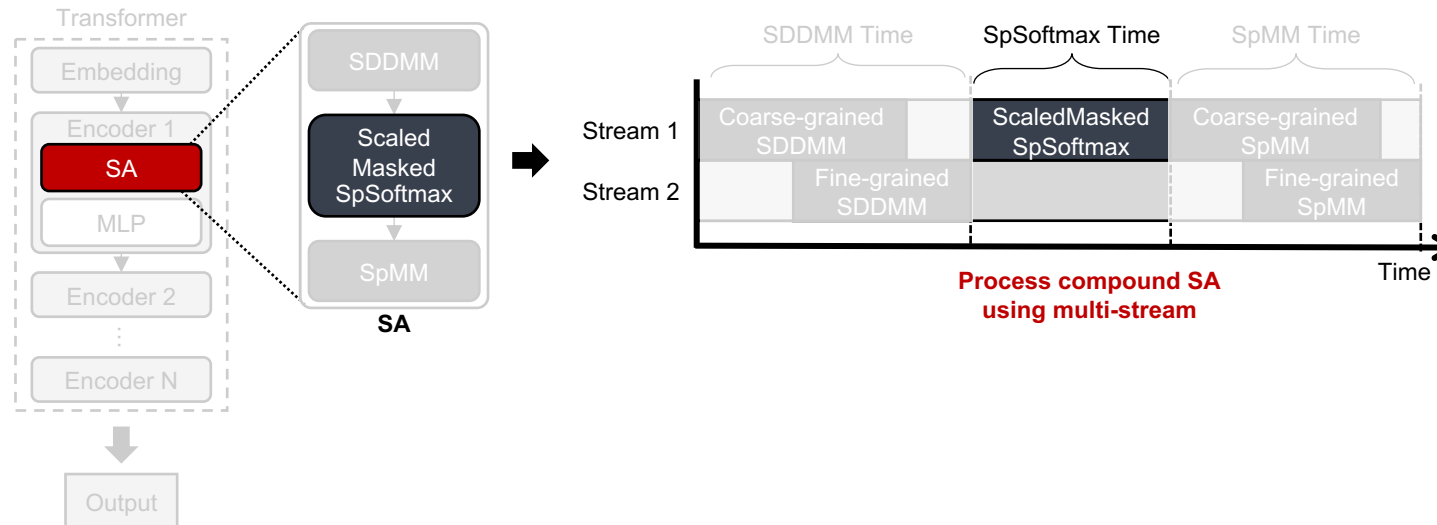 Transformer
Embedding
Encoder 1
SA
MLP
Encoder 2
Encoder N
Output
SDDMM
Scaled
Masked
SpSoftmax
SpMM
SA
SDDMM Time
SpSoftmax Time
SpMM Time
Stream 1
Coarse-grained
SDDMM
ScaledMasked
SpSoftmax
Coarse-grained
SpMM
Stream 2
Fine-grained
SDDMM
Fine-grained
SpMM
Time
Process compound SA
using multi-stream